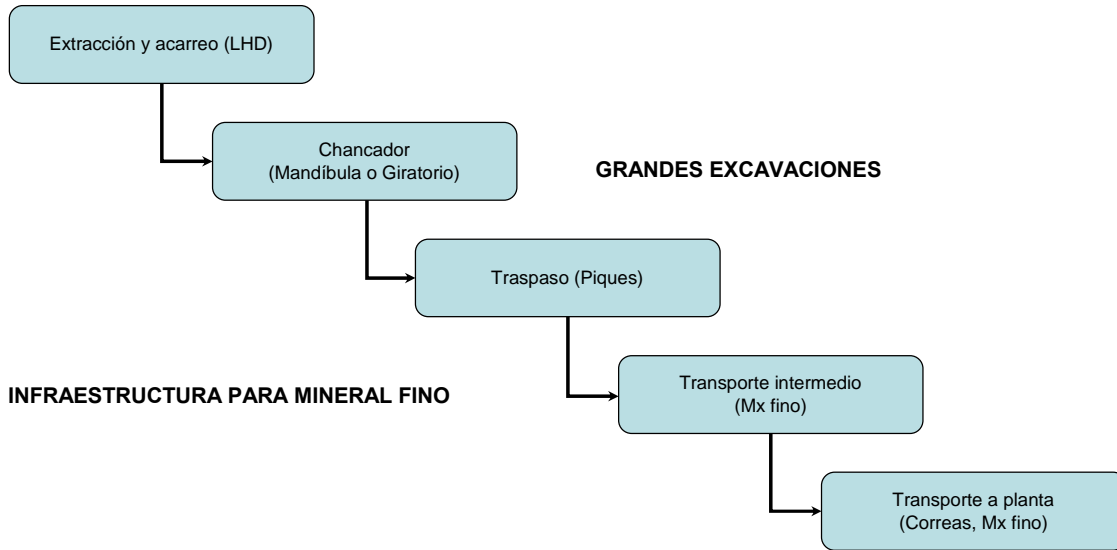 Extracción y acarreo (LHD)
Chancador
(Mandíbula o Giratorio)
GRANDES EXCAVACIONES
Traspaso (Piques)
INFRAESTRUCTURA PARA MINERAL FINO
Transporte intermedio
(Mx fino)
Transporte a planta
(Correas, Mx fino)